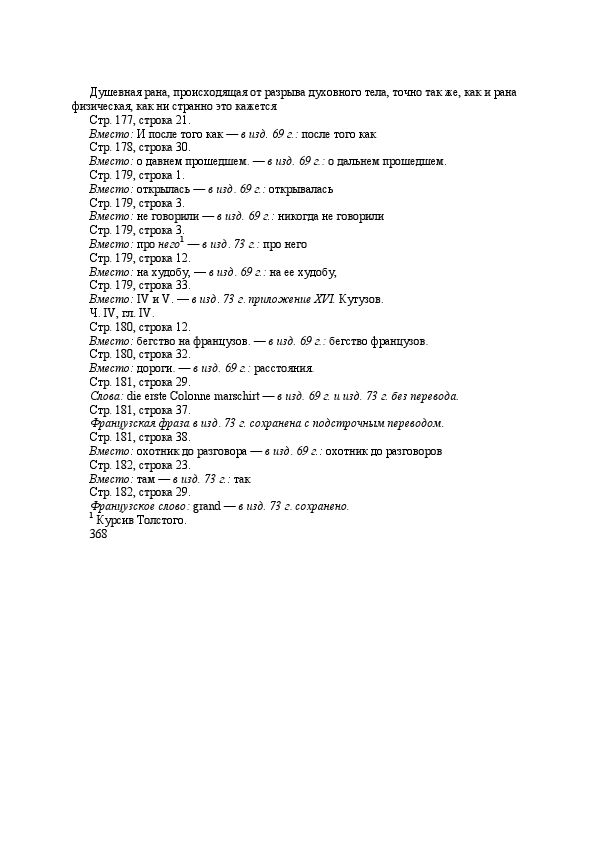 Душевная рана, происходящая от разрыва духовного тела, точно так же, как и рана
физическая, как ни странно это кажется
Стр. 177, строка 21.
Вместо: И после того как — в изд. 69 г.: после того как
Стр. 178, строка 30.
Вместо: о давнем прошедшем. — в изд. 69 г.: о дальнем прошедшем.
Стр. 179, строка 1.
Вместо: открылась — в изд. 69 г.: открывалась
Стр. 179, строка 3.
Вместо: не говорили — в изд. 69 г.: никогда не говорили
Стр. 179, строка 3.
Вместо: про него¹ — в изд. 73 г.: про него
Стр. 179, строка 12.
Вместо: на худобу, — в изд. 69 г.: на ее худобу,
Стр. 179, строка 33.
Вместо: IV и V. — в изд. 73 г. приложение XVI. Кутузов.
Ч. IV, гл. IV.
Стр. 180, строка 12.
Вместо: бегство на французов. — в изд. 69 г.: бегство французов.
Стр. 180, строка 32.
Вместо: дороги. — в изд. 69 г.: расстояния.
Стр. 181, строка 29.
Слова: die erste Colonne marschirt — в изд. 69 г. и изд. 73 г. без перевода.
Стр. 181, строка 37.
Французская фраза в изд. 73 г. сохранена с подстрочным переводом.
Стр. 181, строка 38.
Вместо: охотник до разговора — в изд. 69 г.: охотник до разговоров
Стр. 182, строка 23.
Вместо: там — в изд. 73 г.: так
Стр. 182, строка 29.
Французское слово: grand — в изд. 73 г. сохранено.
¹ Курсив Толстого.
368